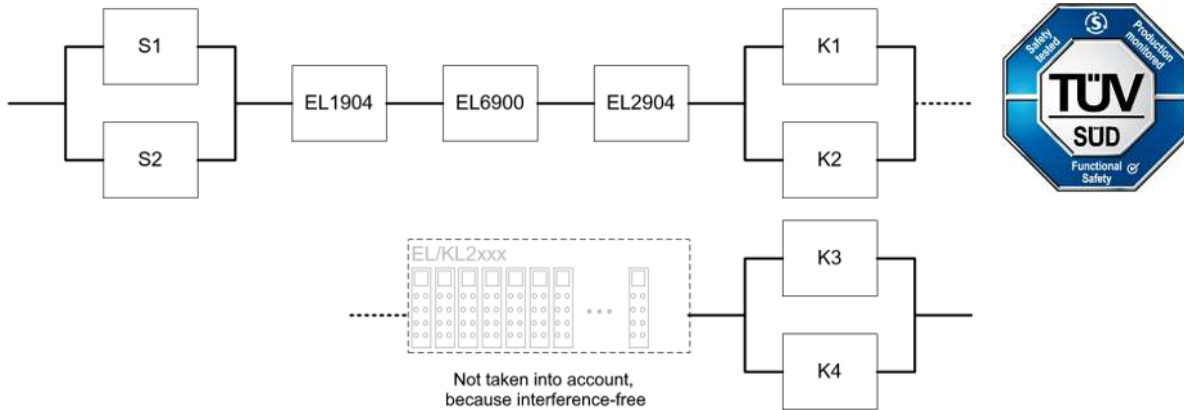 S1
K1
EL1904
EL6900
EL2904
S2
K2
Safety
tested
S
Production
monitored
TÜV
SÜD
Functional
Safety
EL/KL2xxx
K3
K4
Not taken into account,
because interference-free